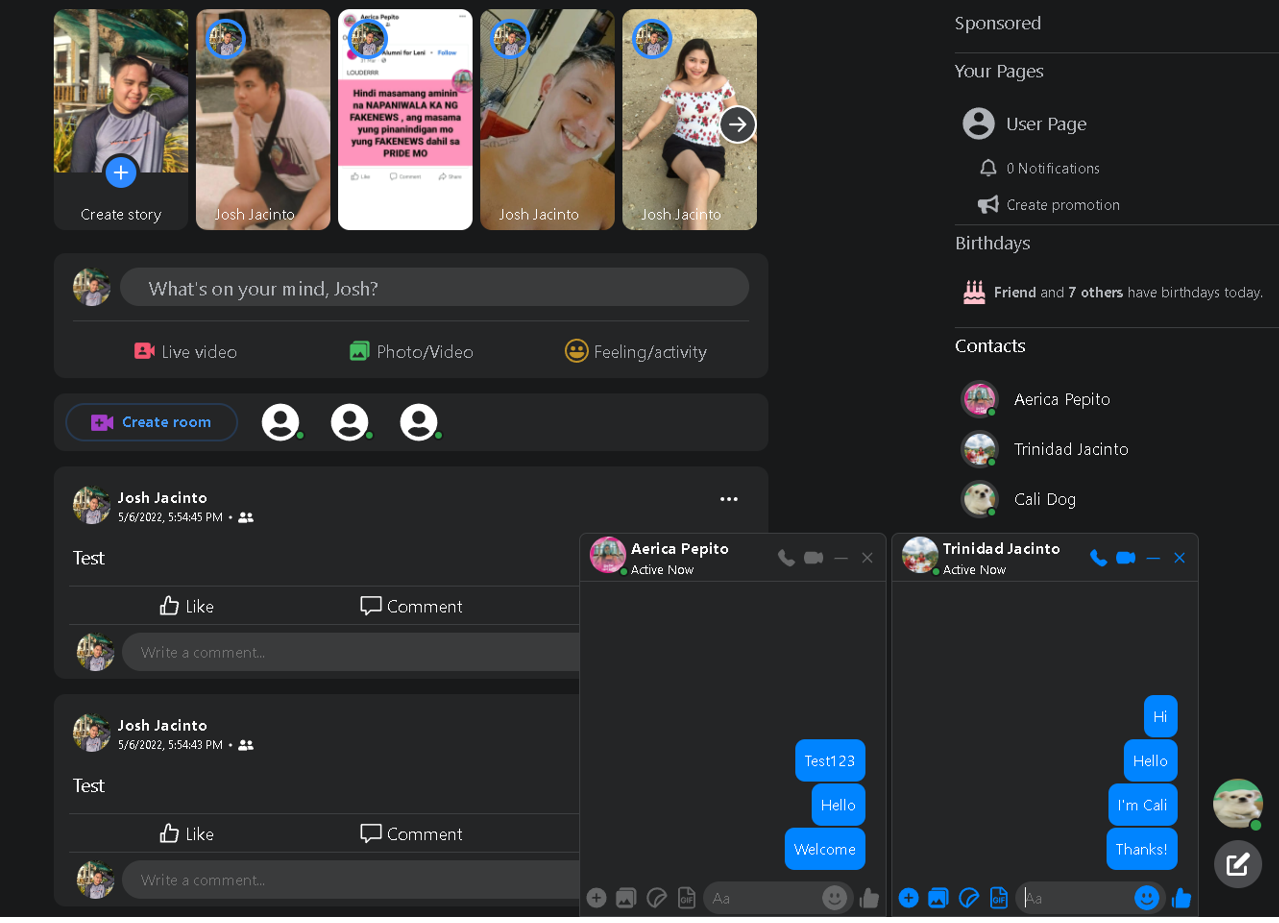 Create story
Josh Jacinto
Aerica Pepito
Alumni for Leni • Follow
LOUDERRR
Hindi masamang aminin
na NAPANIWALA KA NG
FAKENEWS , ang masama
yung pinanindigan mo
yung FAKENEWS dahil sa
PRIDE MO
Like Comment Share
Josh Jacinto
Josh Jacinto
What's on your mind, Josh?
Live video
Photo/Video
Feeling/activity
Create room
Josh Jacinto
5/6/2022, 5:54:45 PM •
Test
Like
Comment
Write a comment...
Josh Jacinto
5/6/2022, 5:54:43 PM •
Test
Like
Comment
Write a comment...
Sponsored
Your Pages
User Page
0 Notifications
Create promotion
Birthdays
Friend and 7 others have birthdays today.
Contacts
Aerica Pepito
Trinidad Jacinto
Cali Dog
Aerica Pepito
Active Now
Test123
Hello
Welcome
GIF
Aa
Trinidad Jacinto
Active Now
Hi
Hello
I'm Cali
Thanks!
GIF
Aa